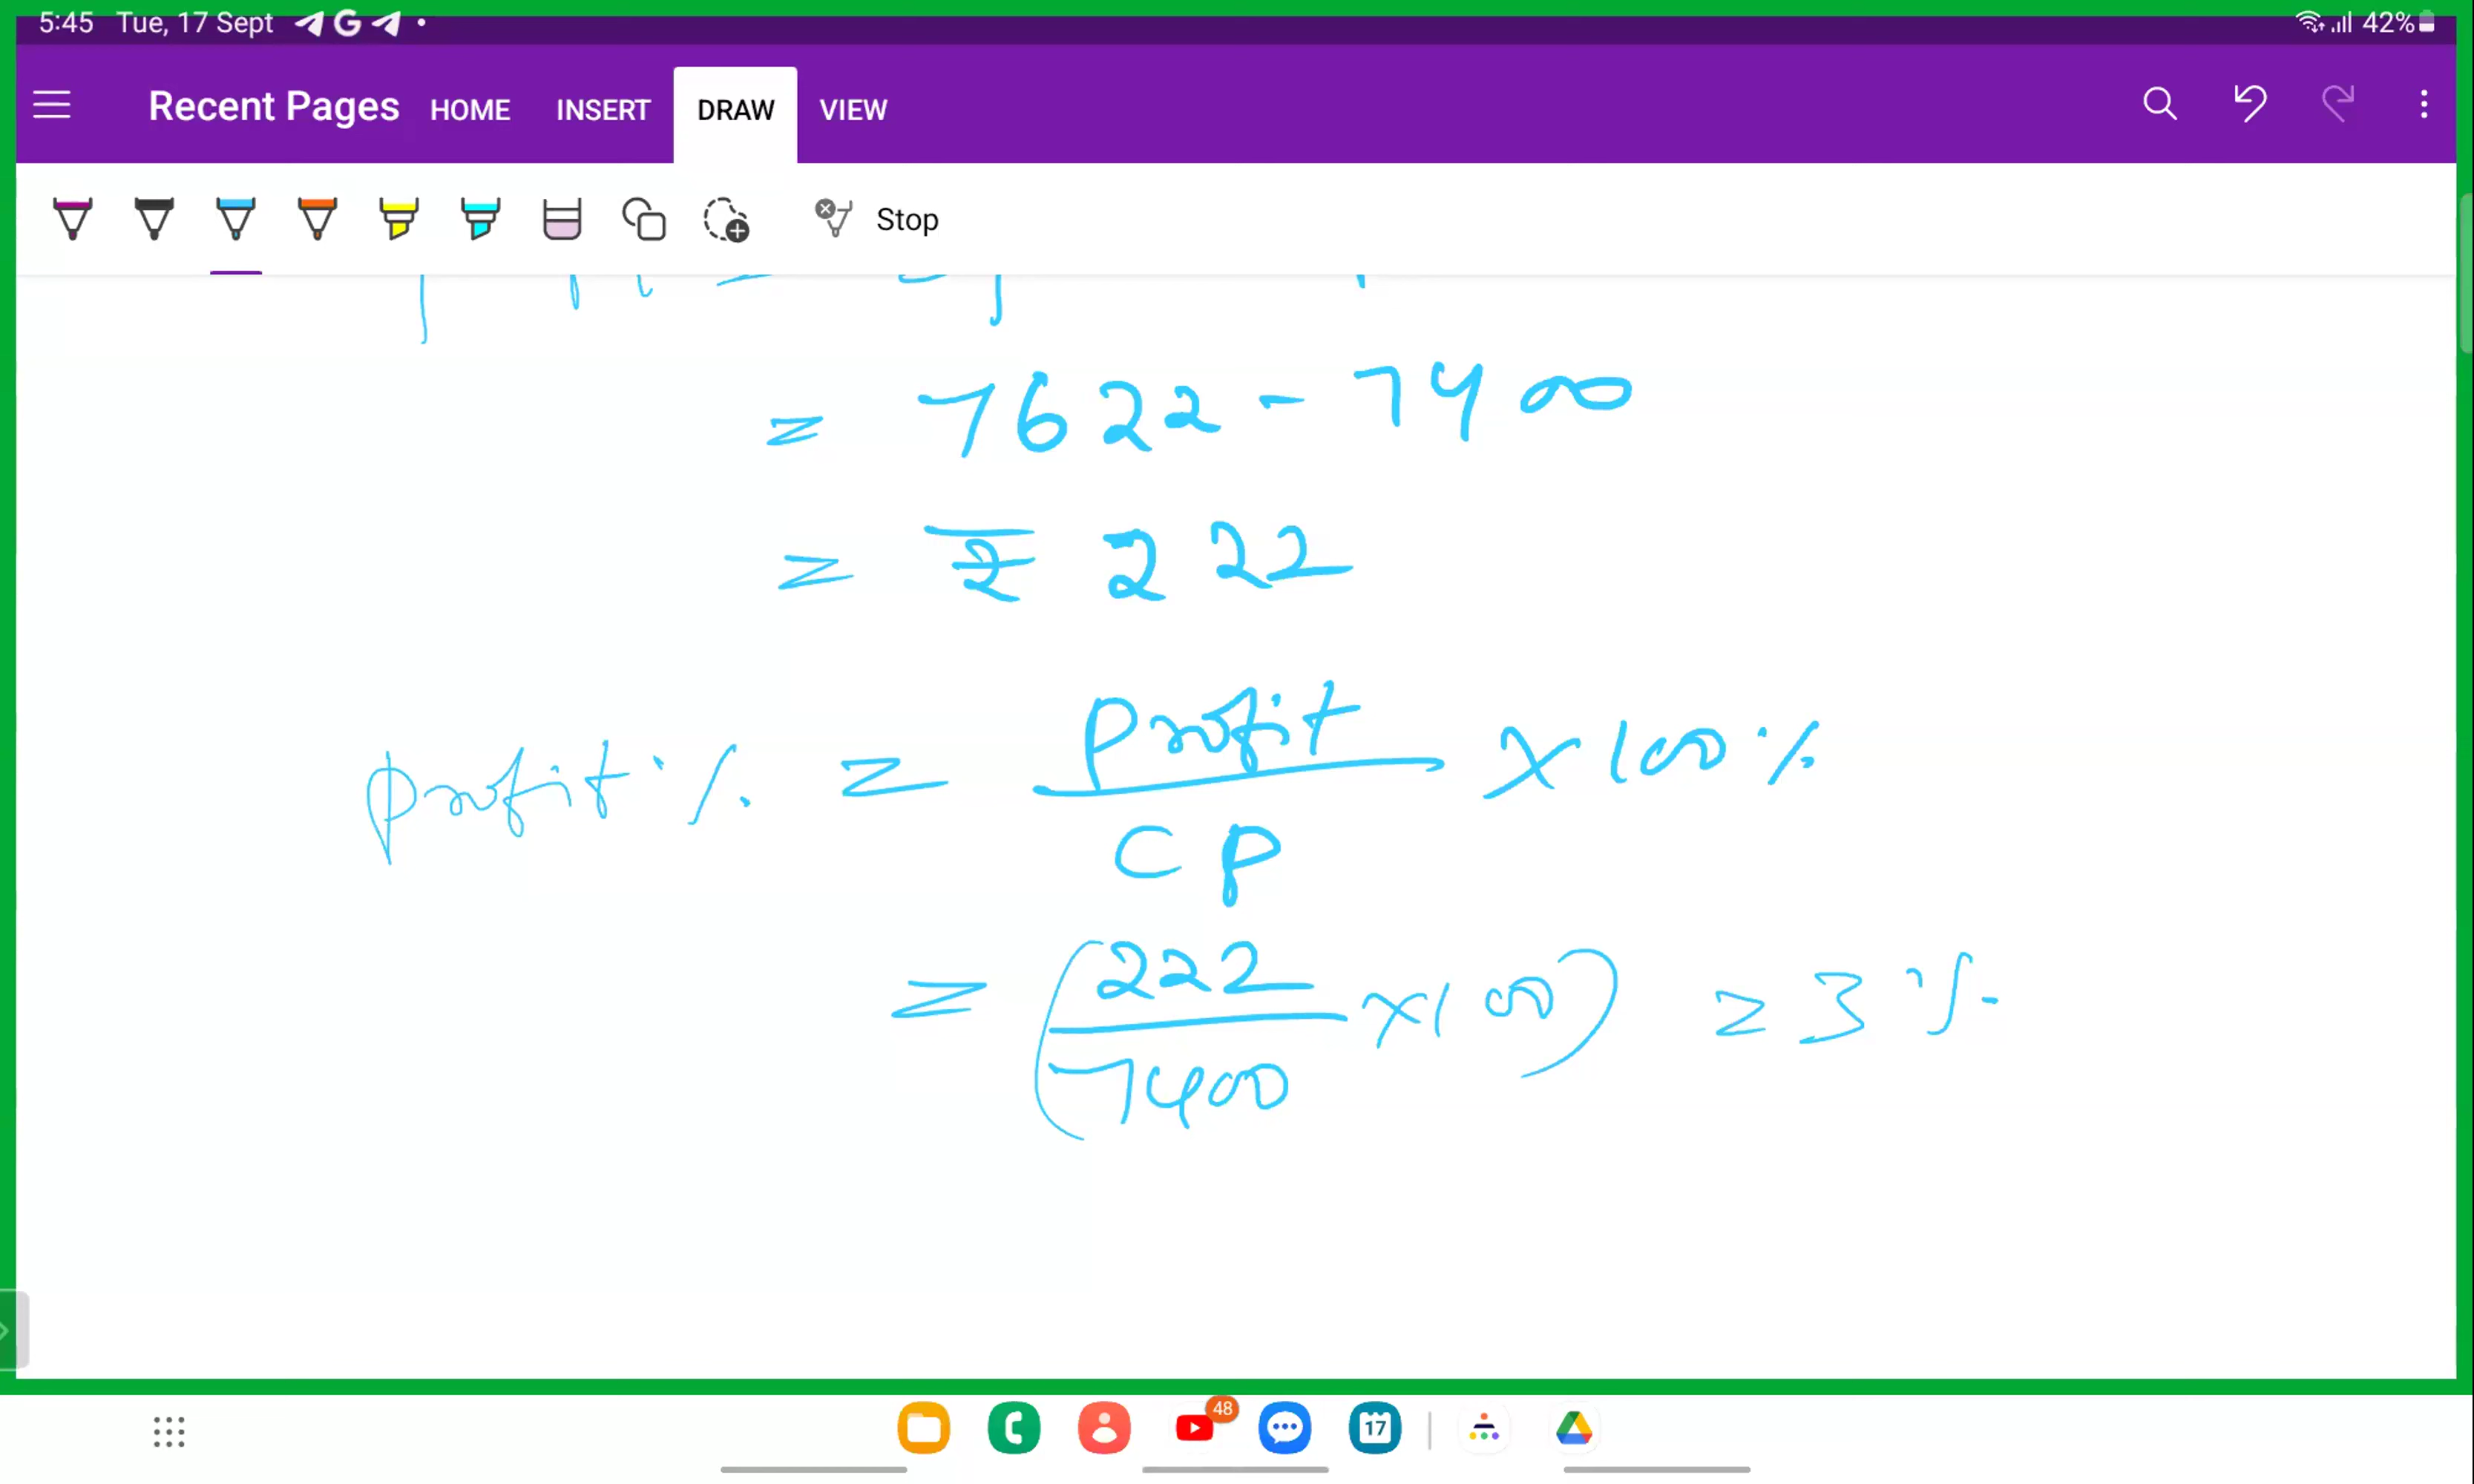 5:45 Tue, 17 Sept 42%
Recent Pages HOME INSERT DRAW VIEW
Stop
= 7622 - 7400
= ₹ 222
Profit % = Profit / CP × 100 %
= (222 / 7400 × 100) = 3 %
48
17